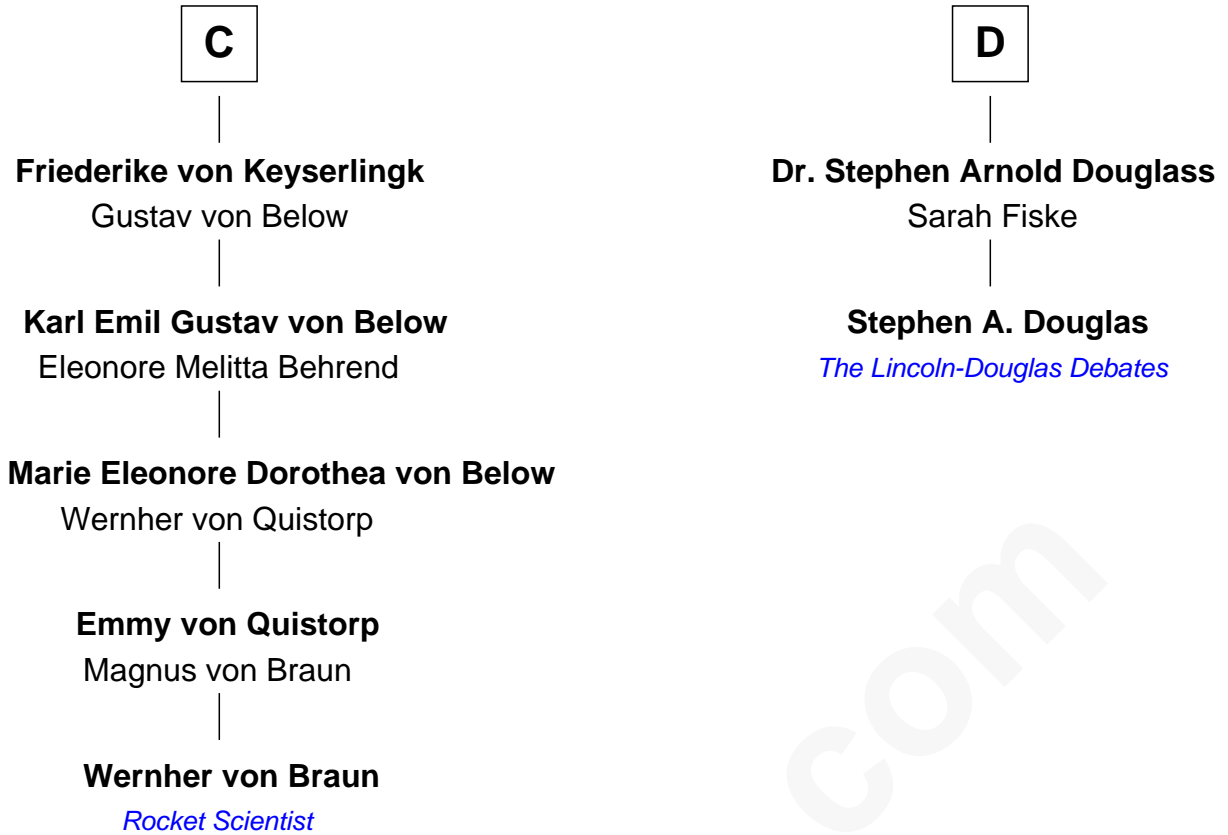 C
Friederike von Keyserlingk
Gustav von Below
Karl Emil Gustav von Below
Eleonore Melitta Behrend
Marie Eleonore Dorothea von Below
Wernher von Quistorp
Emmy von Quistorp
Magnus von Braun
Wernher von Braun
Rocket Scientist
D
Dr. Stephen Arnold Douglass
Sarah Fiske
Stephen A. Douglas
The Lincoln-Douglas Debates
com